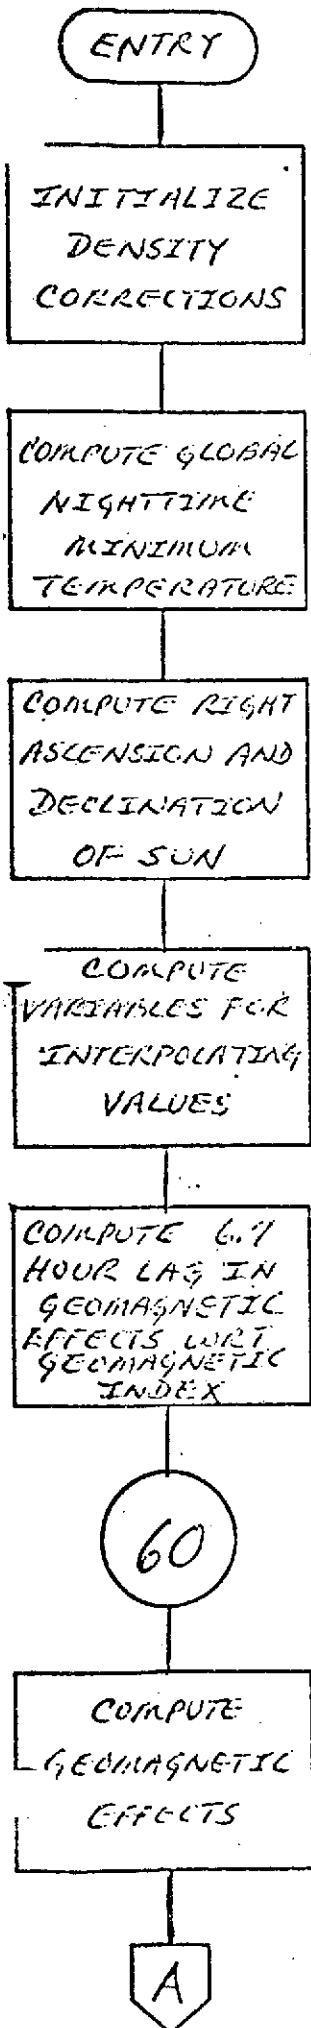 ENTRY
INITIALIZE
DENSITY
CORRECTIONS
COMPUTE GLOBAL
NIGHTTIME
MINIMUM
TEMPERATURE
COMPUTE RIGHT
ASCENSION AND
DECLINATION
OF SUN
COMPUTE
VARIABLES FOR
INTERPOLATING
VALUES
COMPUTE 6.7
HOUR LAG IN
GEOMAGNETIC
EFFECTS WRT
GEOMAGNETIC
INDEX
60
COMPUTE
GEOMAGNETIC
EFFECTS
A